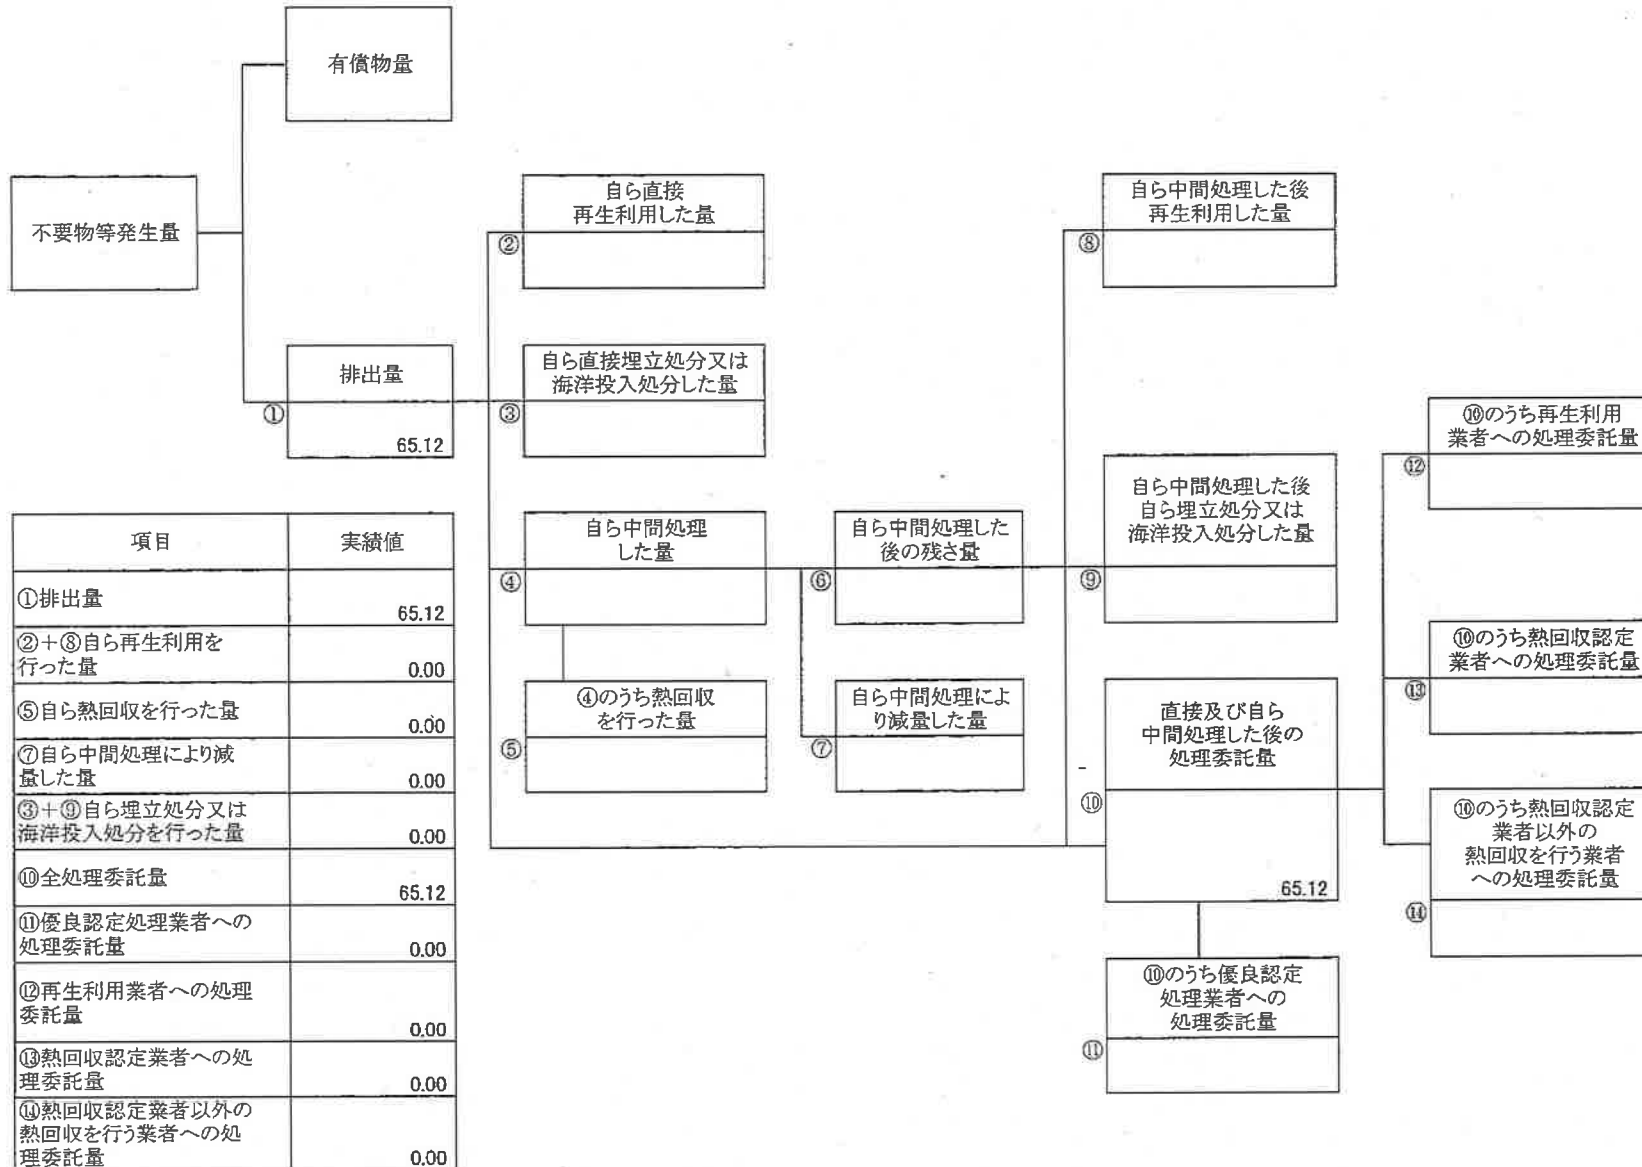 有償物量
不要物等発生量
排出量
①
65.12
自ら直接
再生利用した量
②
自ら直接埋立処分又は
海洋投入処分した量
③
自ら中間処理
した量
④
④のうち熱回収
を行った量
⑤
自ら中間処理した
後の残さ量
⑥
自ら中間処理によ
り減量した量
⑦
自ら中間処理した後
再生利用した量
⑧
自ら中間処理した後
自ら埋立処分又は
海洋投入処分した量
⑨
直接及び自ら
中間処理した後の
処理委託量
⑩
65.12
⑩のうち優良認定
処理業者への
処理委託量
⑪
⑩のうち再生利用
業者への処理委託量
⑫
⑩のうち熱回収認定
業者への処理委託量
⑬
⑩のうち熱回収認定
業者以外の
熱回収を行う業者
への処理委託量
⑭
項目 実績値
①排出量
65.12
②+⑧自ら再生利用を
行った量 0.00
⑤自ら熱回収を行った量
0.00
⑦自ら中間処理により減
量した量 0.00
③+⑨自ら埋立処分又は
海洋投入処分を行った量 0.00
⑩全処理委託量
65.12
⑪優良認定処理業者への
処理委託量 0.00
⑫再生利用業者への処理
委託量
0.00
⑬熱回収認定業者への処
理委託量 0.00
⑭熱回収認定業者以外の
熱回収を行う業者への処
理委託量 0.00